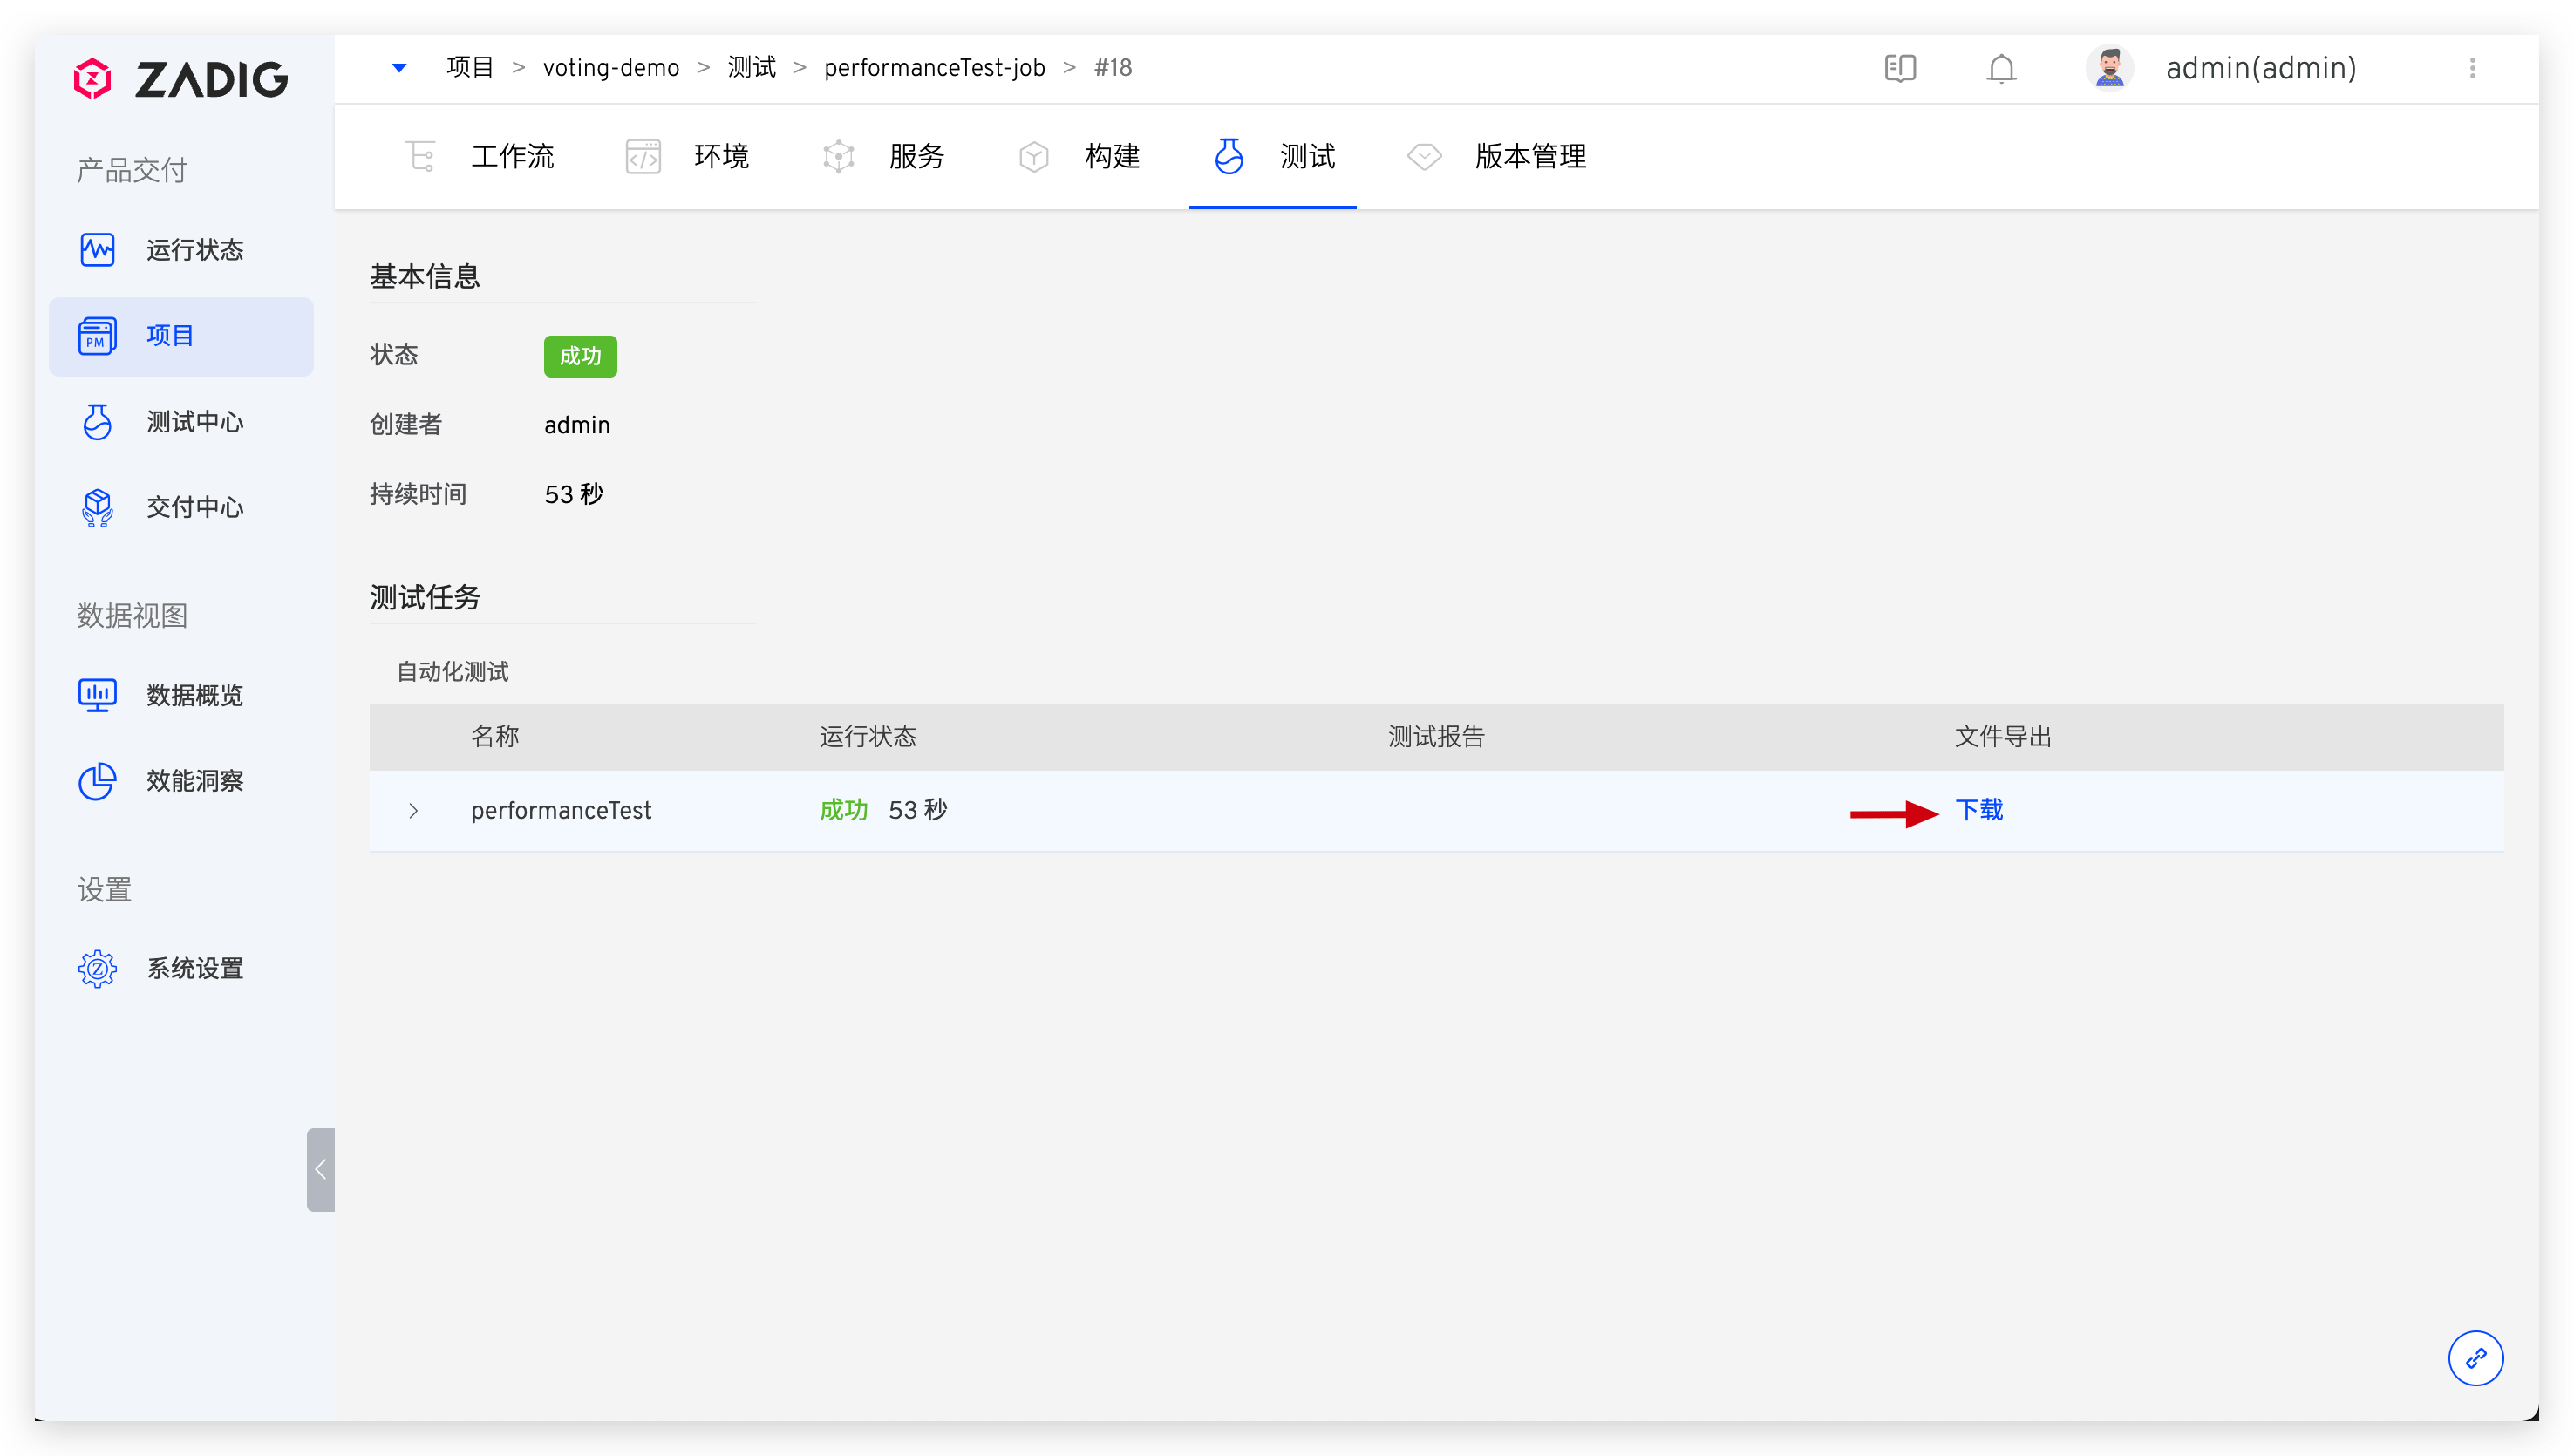 ZADIG
项目 > voting-demo > 测试 > performanceTest-job > #18
admin(admin)
工作流 环境 服务 构建 测试 版本管理
产品交付
运行状态
PM 项目
测试中心
交付中心
数据视图
数据概览
效能洞察
设置
系统设置
基本信息
状态 成功
创建者 admin
持续时间 53 秒
测试任务
自动化测试
名称 运行状态 测试报告 文件导出
performanceTest 成功 53 秒 下载